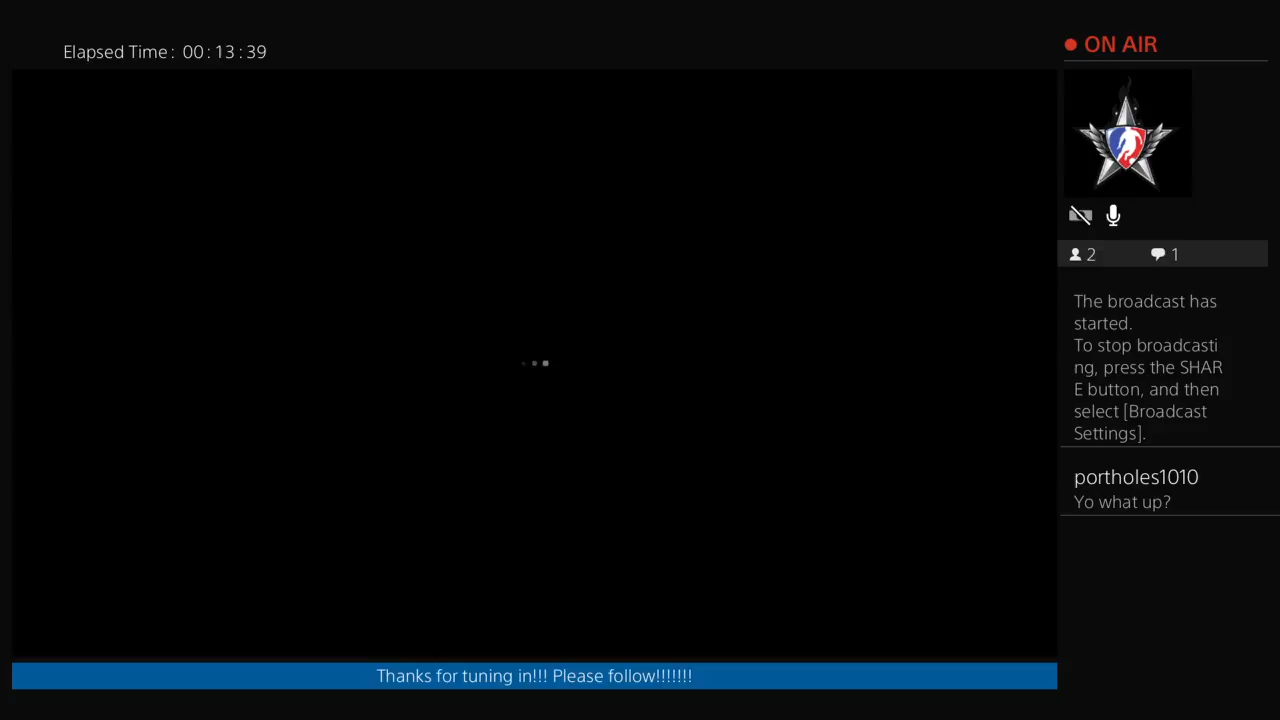 Elapsed Time: 00:13:39
ON AIR
2
1
The broadcast has
started.
To stop broadcasti
ng, press the SHAR
E button, and then
select [Broadcast
Settings].
portholes1010
Yo what up?
Thanks for tuning in!!! Please follow!!!!!!!